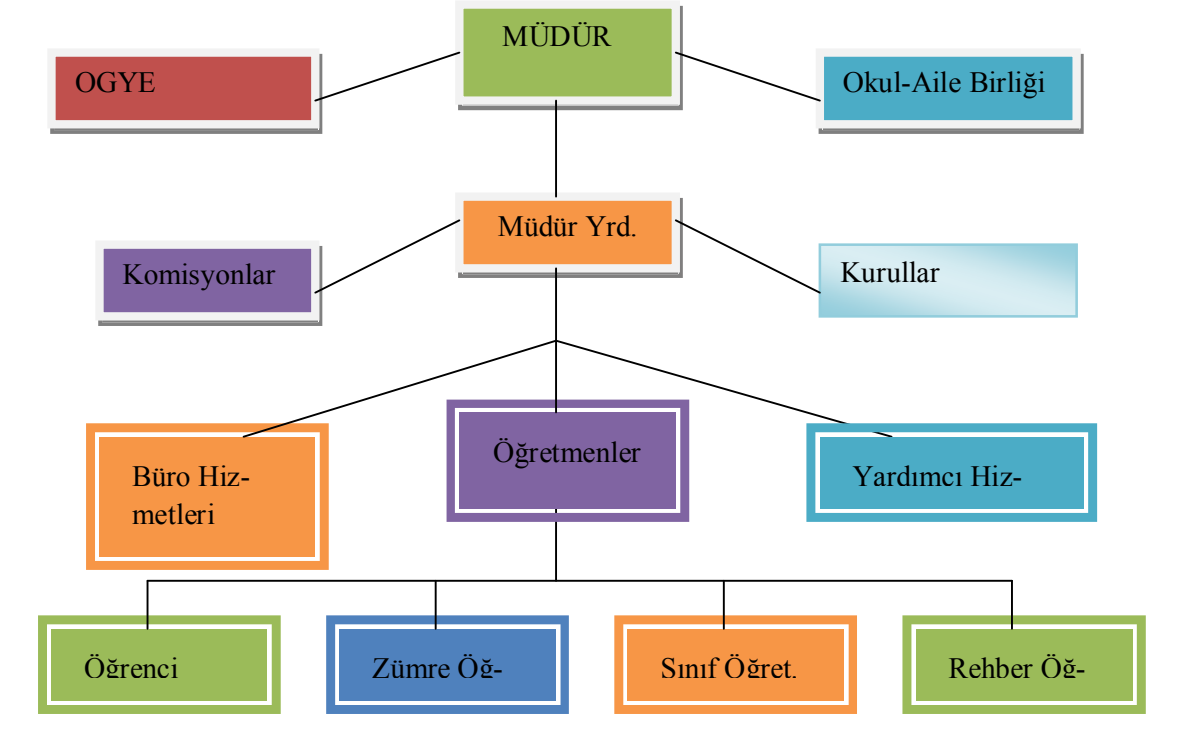 MÜDÜR
OGYE
Okul-Aile Birliği
Müdür Yrd.
Komisyonlar
Kurullar
Büro Hiz-
metleri
Öğretmenler
Yardımcı Hiz-
Öğrenci
Zümre Öğ-
Sınıf Öğret.
Rehber Öğ-